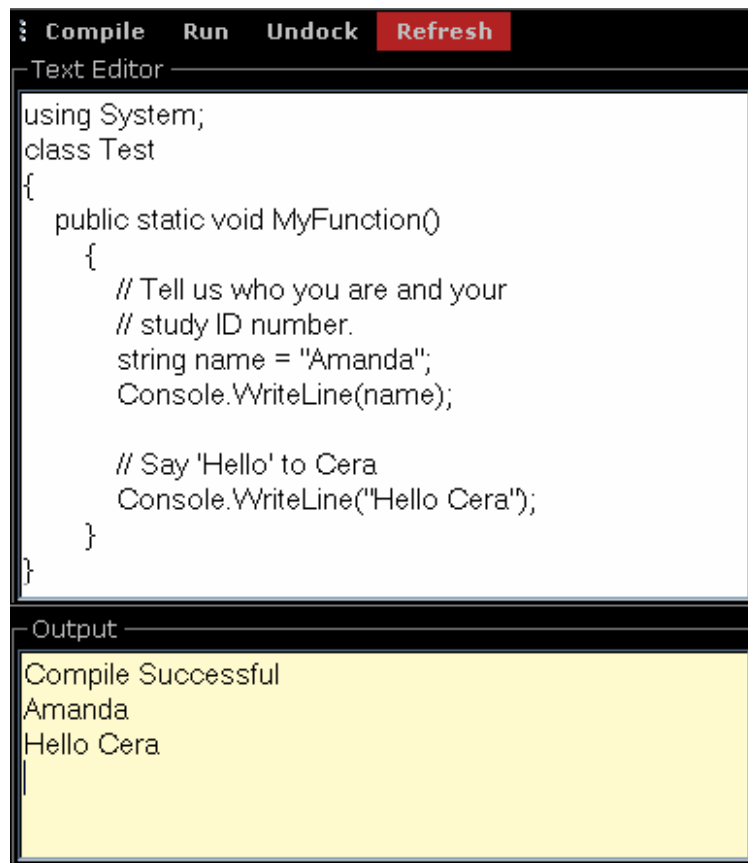 Compile Run Undock Refresh
Text Editor
using System;
class Test
{
public static void MyFunction()
{
// Tell us who you are and your
// study ID number.
string name = "Amanda";
Console.WriteLine(name);
// Say 'Hello' to Cera
Console.WriteLine("Hello Cera");
}
}
Output
Compile Successful
Amanda
Hello Cera